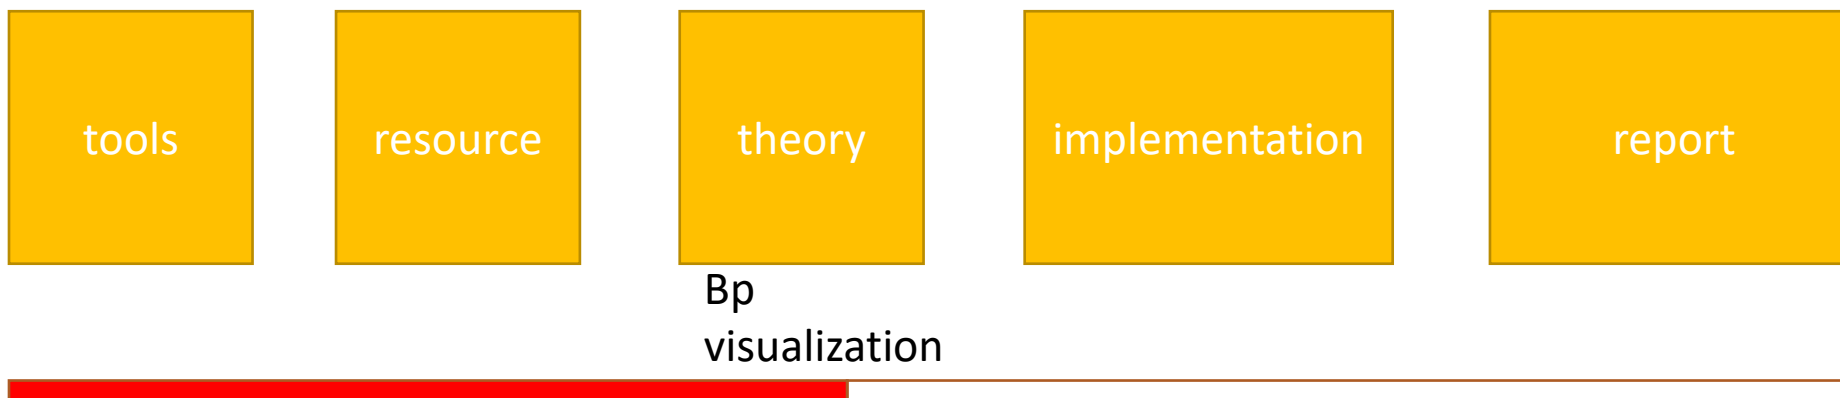 tools
resource
theory
implementation
report
Bp
visualization